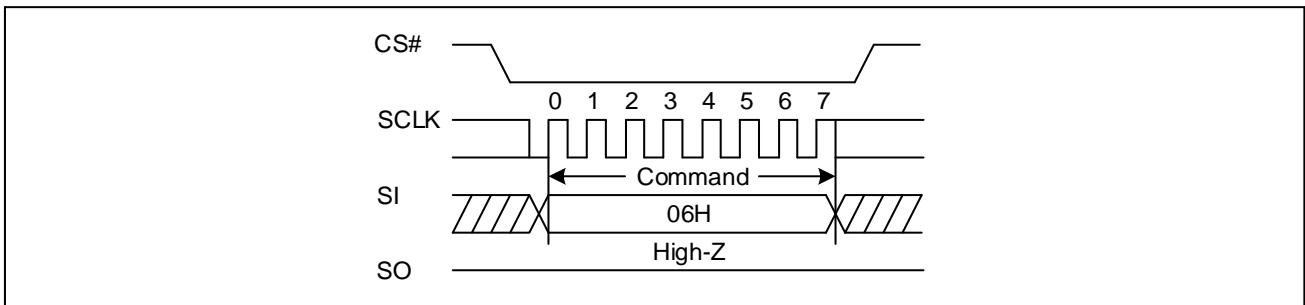 CS#
0 1 2 3 4 5 6 7
SCLK
Command
SI
06H
High-Z
SO